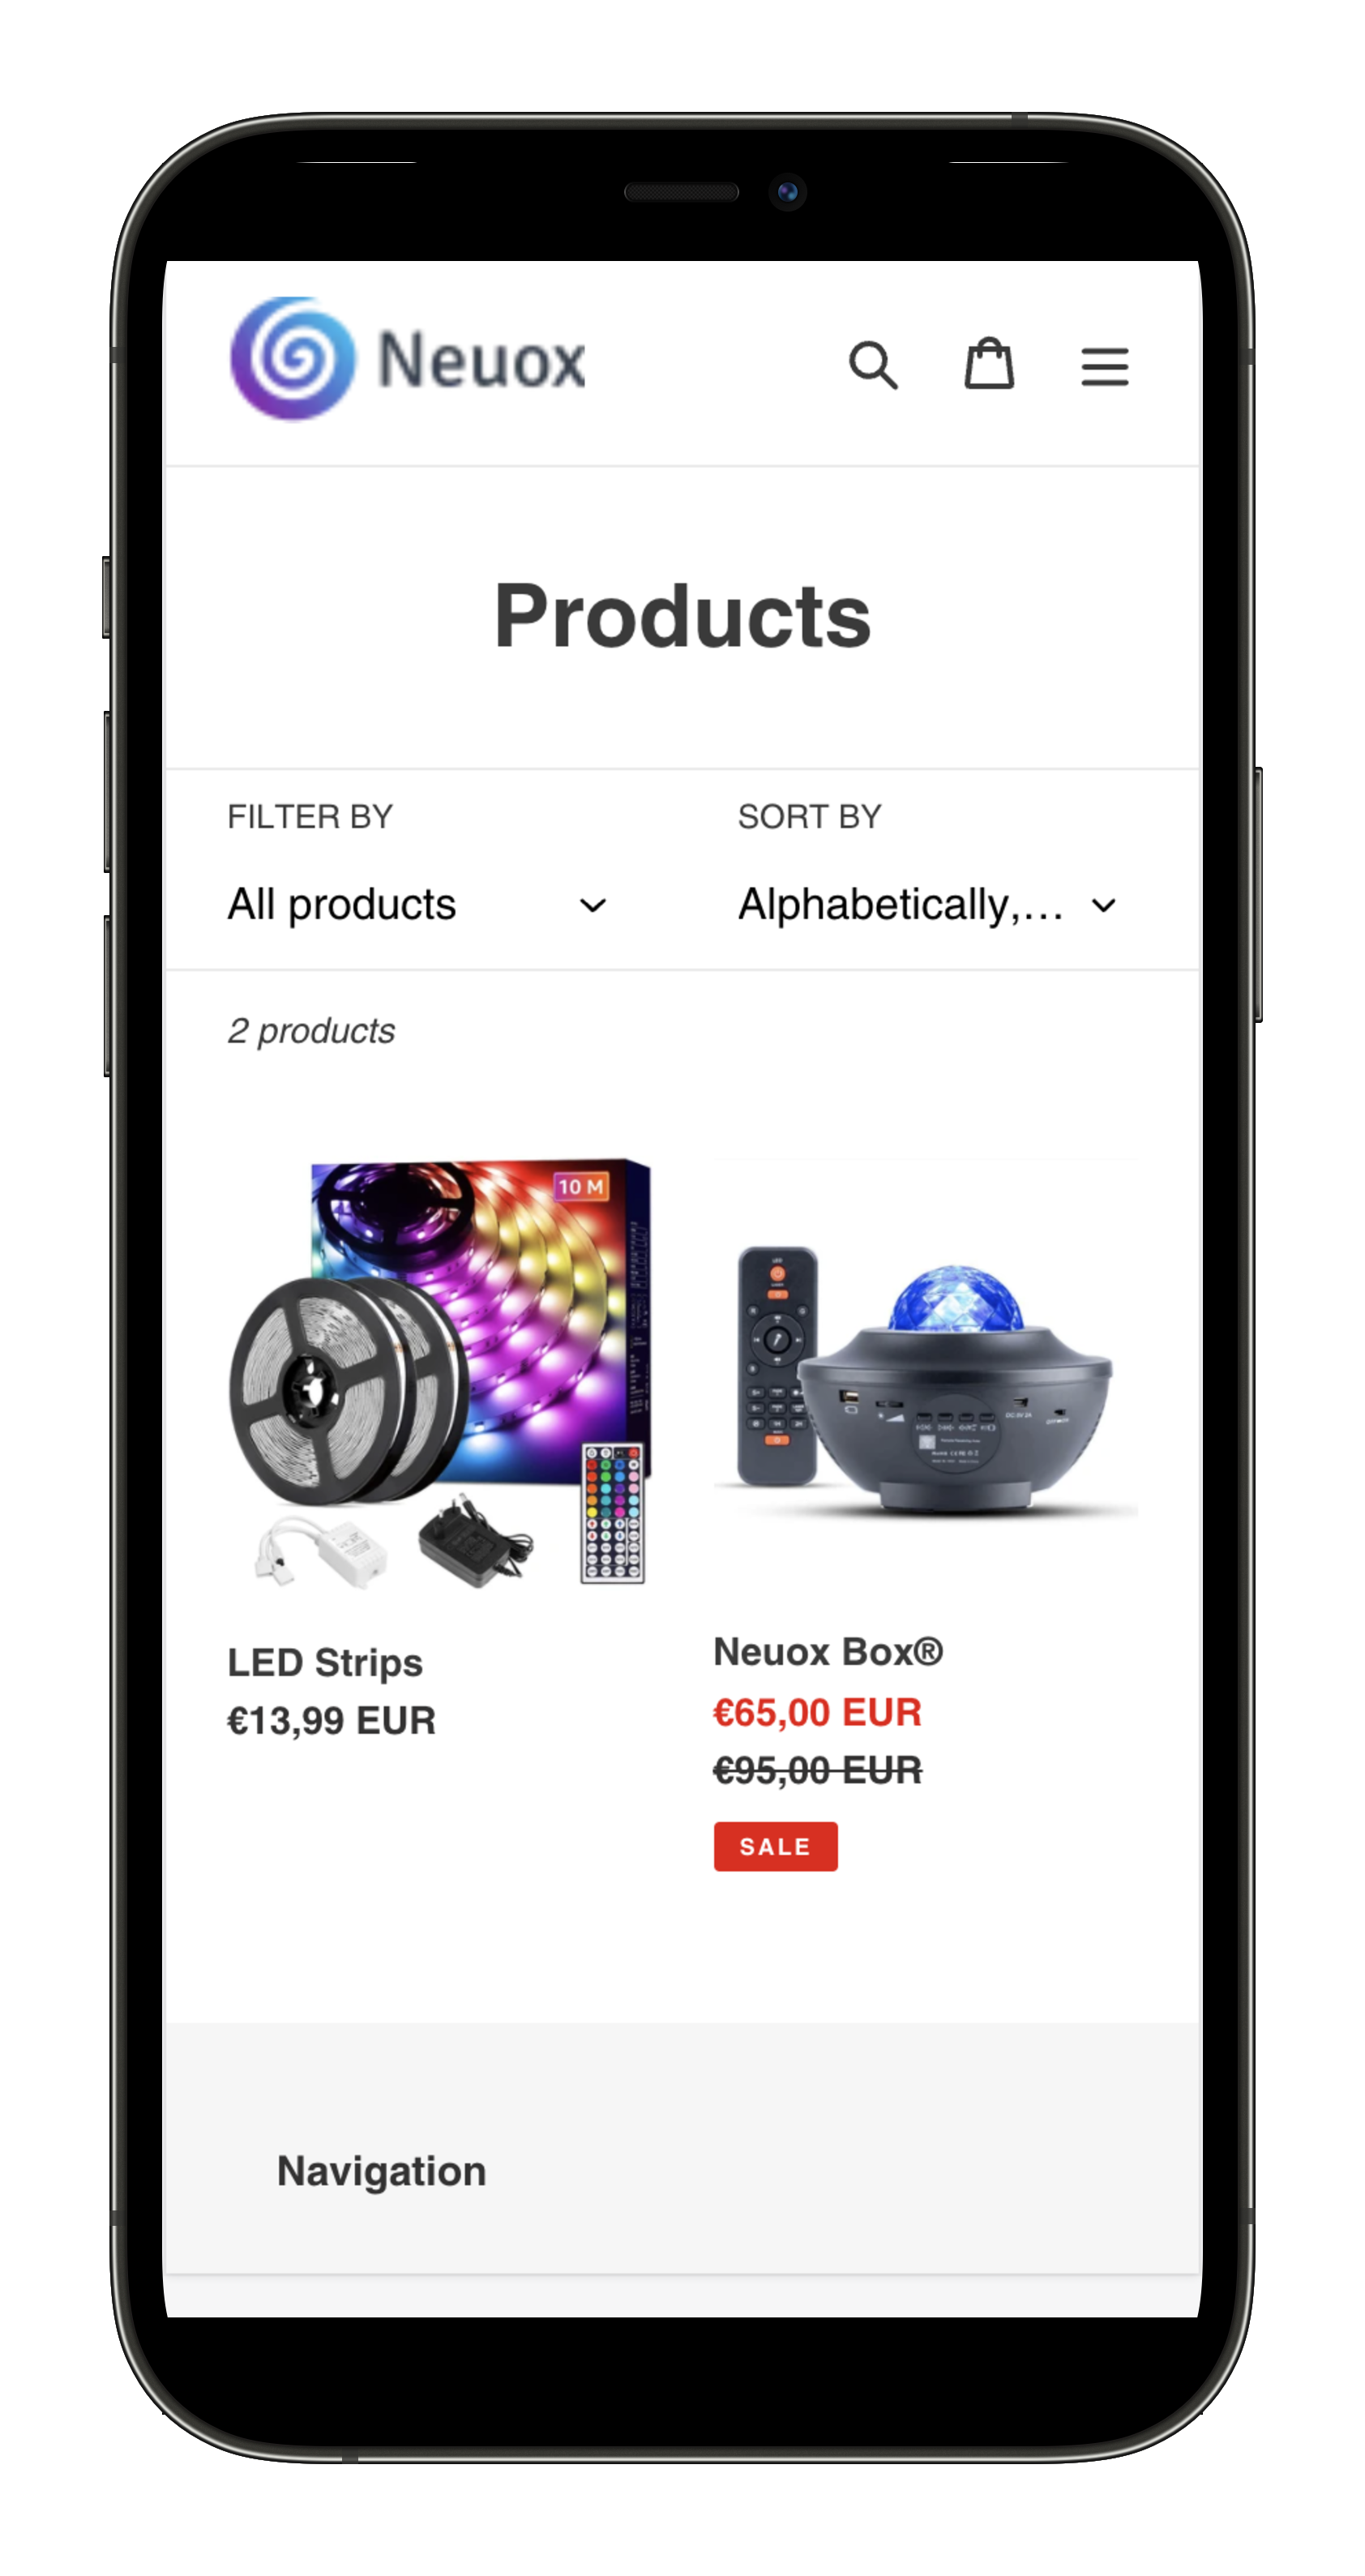 Neuox
Products
FILTER BY
SORT BY
All products
Alphabetically,...
2 products
10 M
LED Strips
€13,99 EUR
Neuox Box®
€65,00 EUR
€95,00 EUR
SALE
Navigation